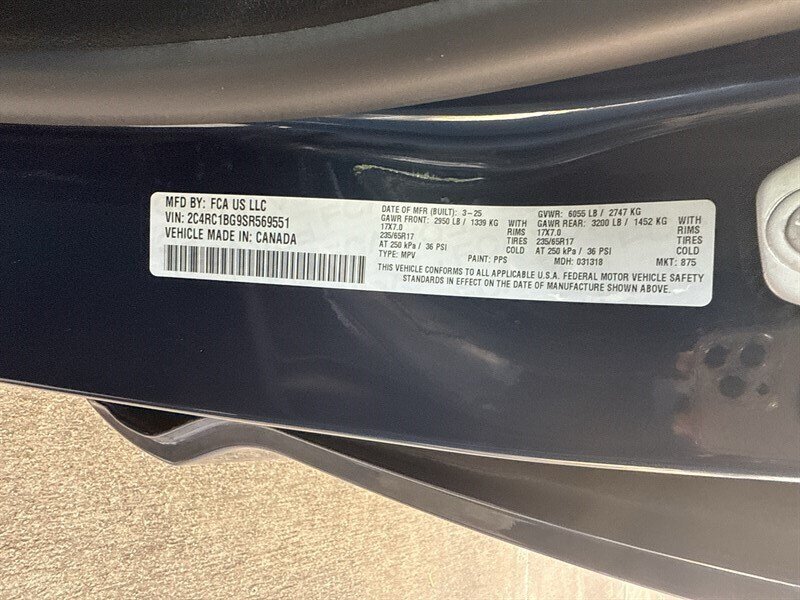 MFD BY: FCA US LLC
VIN: 2C4RC1BG9SR569551
VEHICLE MADE IN: CANADA
DATE OF MFR (BUILT): 3-25
GAWR FRONT: 2950 LB / 1339 KG WITH
17X7.0 RIMS
235/65R17 TIRES
AT 250 kPa / 36 PSI COLD
TYPE: MPV PAINT: PPS
GVWR: 6055 LB / 2747 KG
GAWR REAR: 3200 LB / 1452 KG WITH
17X7.0 RIMS
235/65R17 TIRES
AT 250 kPa / 36 PSI COLD
MDH: 031318 MKT: 875
THIS VEHICLE CONFORMS TO ALL APPLICABLE U.S.A. FEDERAL MOTOR VEHICLE SAFETY
STANDARDS IN EFFECT ON THE DATE OF MANUFACTURE SHOWN ABOVE.